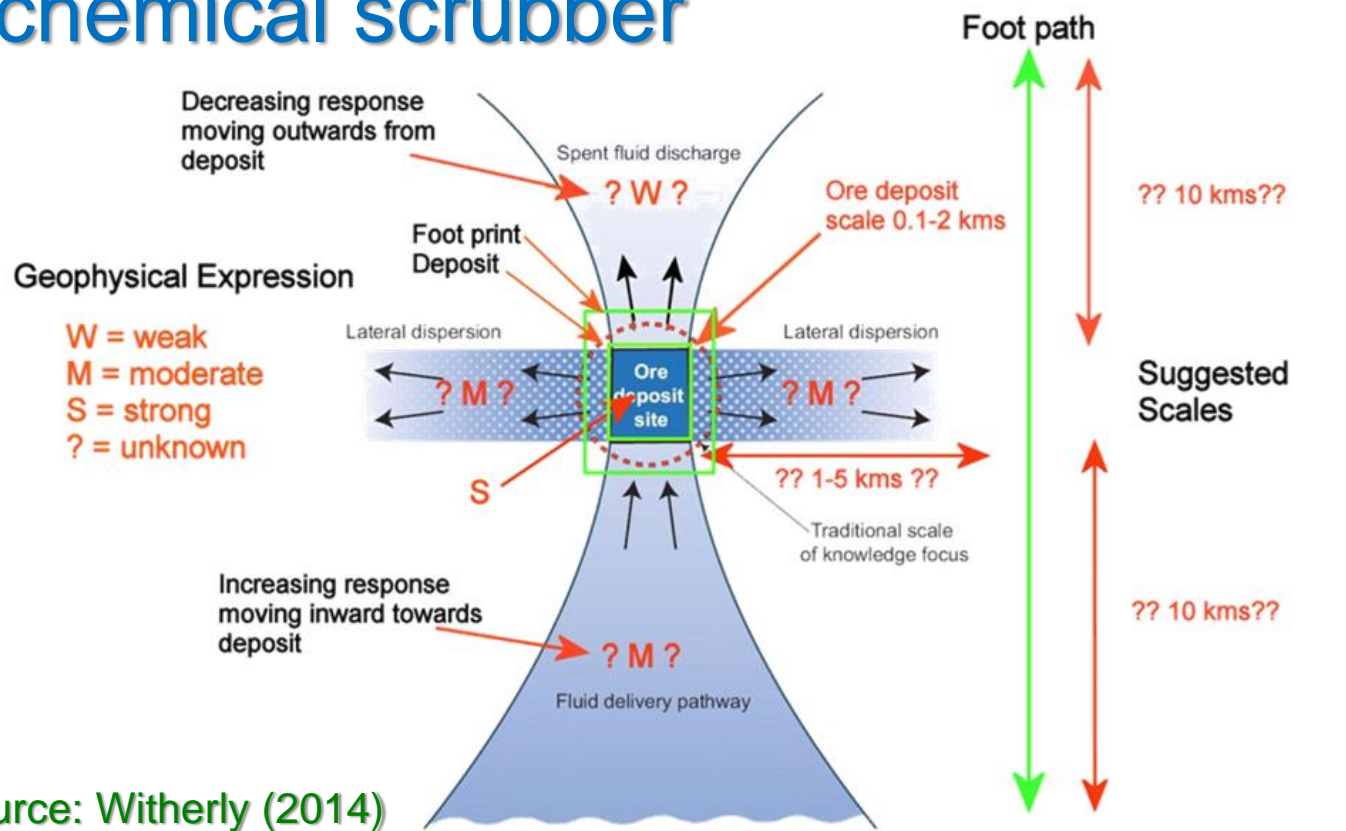 chemical scrubber
Foot path
Decreasing response
moving outwards from
deposit
Spent fluid discharge
? W ?
Ore deposit
scale 0.1-2 kms
?? 10 kms??
Foot print
Deposit
Geophysical Expression
W = weak
M = moderate
S = strong
? = unknown
Lateral dispersion
Lateral dispersion
? M ?
Ore
deposit
site
? M ?
Suggested
Scales
S
?? 1-5 kms ??
Traditional scale
of knowledge focus
Increasing response
moving inward towards
deposit
? M ?
Fluid delivery pathway
?? 10 kms??
urce: Witherly (2014)